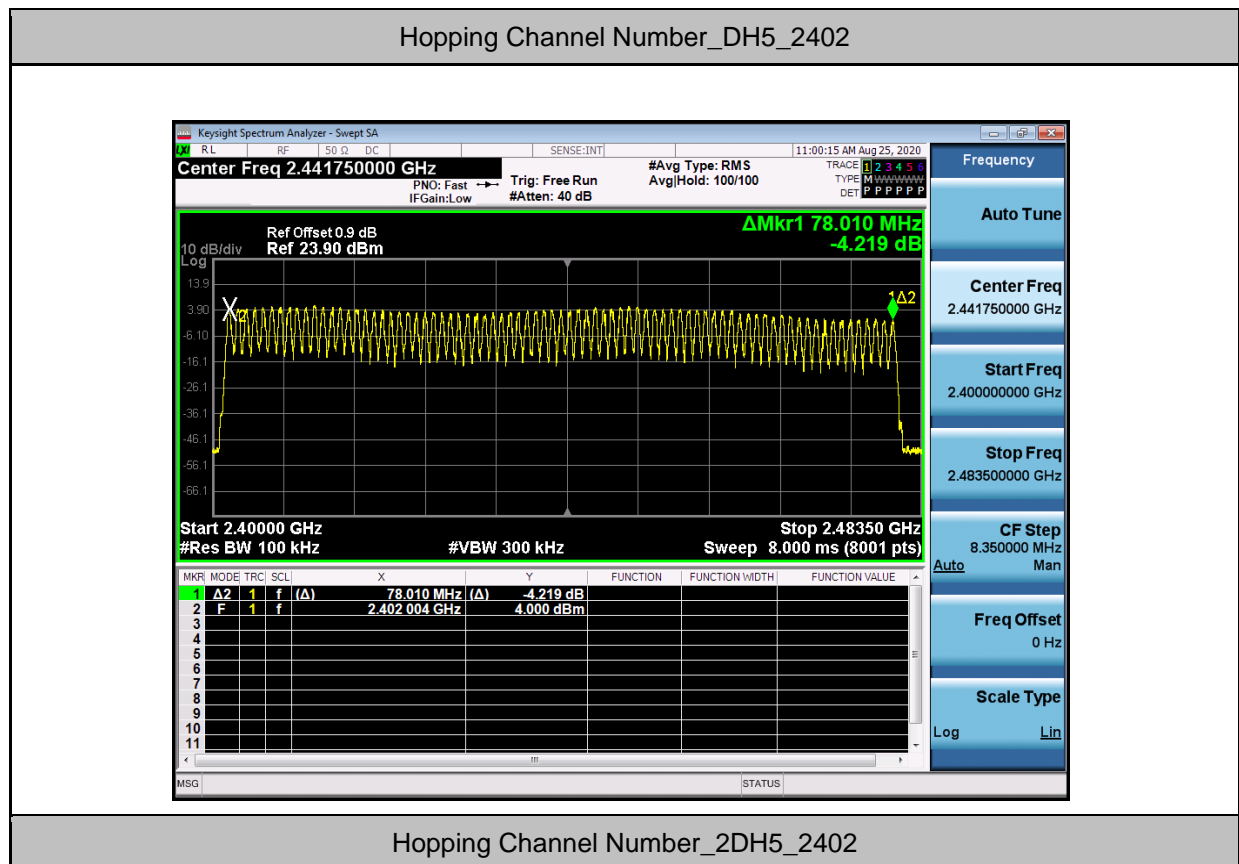 Hopping Channel Number_DH5_2402
Keysight Spectrum Analyzer - Swept SA
LXI RL RF 50 Ω DC SENSE:INT 11:00:15 AM Aug 25, 2020
Center Freq 2.441750000 GHz
PNO: Fast
IFGain:Low
Trig: Free Run
#Atten: 40 dB
#Avg Type: RMS
Avg|Hold: 100/100
TRACE 1 2 3 4 5 6
TYPE M W W W W W
DET P P P P P P
ΔMkr1 78.010 MHz
-4.219 dB
Ref Offset 0.9 dB
10 dB/div Ref 23.90 dBm
Log
13.9
3.90
-6.10
-16.1
-26.1
-36.1
-46.1
-56.1
-66.1
X2
1Δ2
Start 2.40000 GHz Stop 2.48350 GHz
#Res BW 100 kHz #VBW 300 kHz Sweep 8.000 ms (8001 pts)
MKR MODE TRC SCL X Y FUNCTION FUNCTION WIDTH FUNCTION VALUE
1 Δ2 1 f (Δ) 78.010 MHz (Δ) -4.219 dB
2 F 1 f 2.402 004 GHz 4.000 dBm
3
4
5
6
7
8
9
10
11
MSG STATUS
Frequency
Auto Tune
Center Freq
2.441750000 GHz
Start Freq
2.400000000 GHz
Stop Freq
2.483500000 GHz
CF Step
8.350000 MHz
Auto Man
Freq Offset
0 Hz
Scale Type
Log Lin
Hopping Channel Number_2DH5_2402